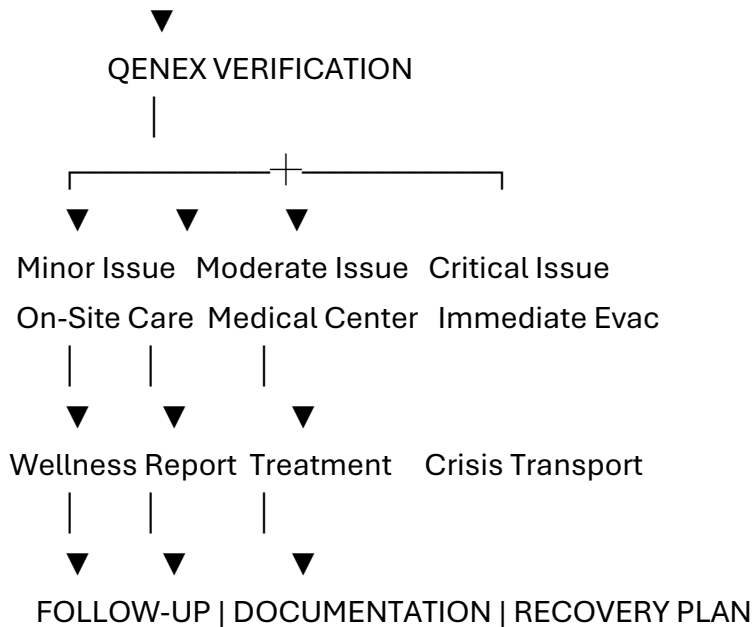 QENEX VERIFICATION
Minor Issue Moderate Issue Critical Issue
On-Site Care Medical Center Immediate Evac
Wellness Report Treatment Crisis Transport
FOLLOW-UP | DOCUMENTATION | RECOVERY PLAN